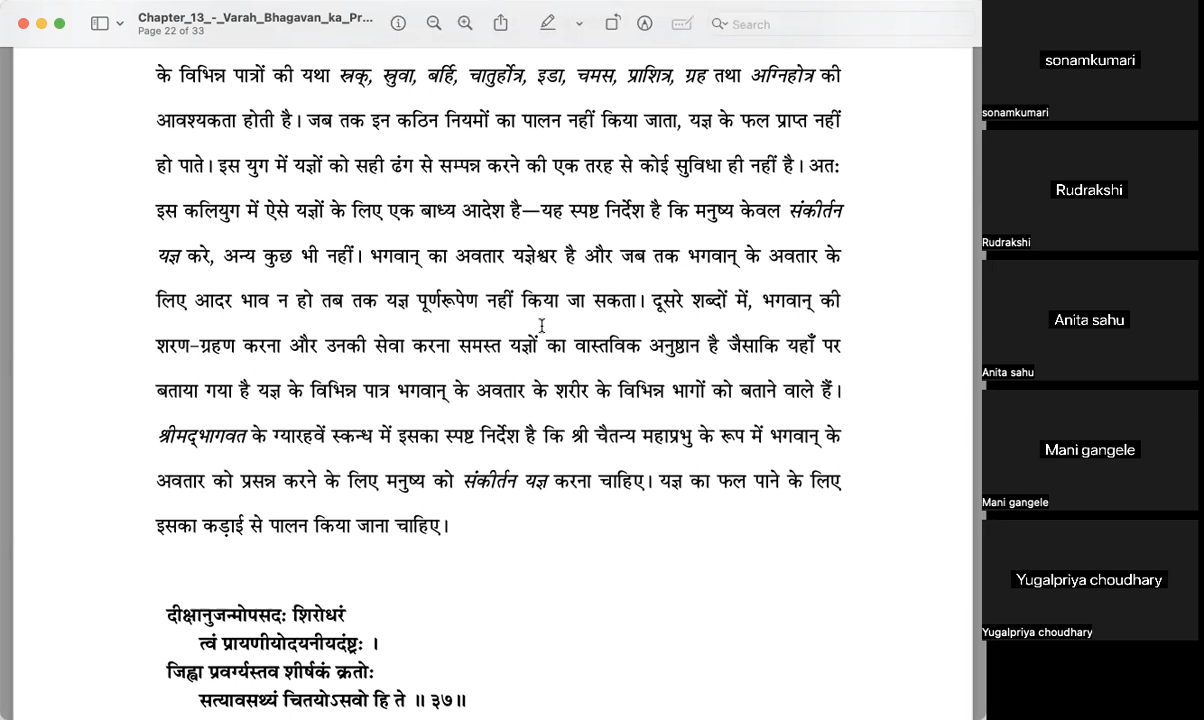 Chapter_13_-_Varah_Bhagavan_ka_Pr...
Page 22 of 33
Search
के विभिन्न पात्रों की यथा स्रक्, स्रुवा, बर्हि, चातुर्होत्र, इडा, चमस, प्राशित्र, ग्रह तथा अग्निहोत्र की
आवश्यकता होती है। जब तक इन कठिन नियमों का पालन नहीं किया जाता, यज्ञ के फल प्राप्त नहीं
हो पाते। इस युग में यज्ञों को सही ढंग से सम्पन्न करने की एक तरह से कोई सुविधा ही नहीं है। अत:
इस कलियुग में ऐसे यज्ञों के लिए एक बाध्य आदेश है—यह स्पष्ट निर्देश है कि मनुष्य केवल संकीर्तन
यज्ञ करे, अन्य कुछ भी नहीं। भगवान् का अवतार यज्ञेश्वर है और जब तक भगवान् के अवतार के
लिए आदर भाव न हो तब तक यज्ञ पूर्णरूपेण नहीं किया जा सकता। दूसरे शब्दों में, भगवान् की
शरण-ग्रहण करना और उनकी सेवा करना समस्त यज्ञों का वास्तविक अनुष्ठान है जैसाकि यहाँ पर
बताया गया है यज्ञ के विभिन्न पात्र भगवान् के अवतार के शरीर के विभिन्न भागों को बताने वाले हैं।
श्रीमद्भागवत के ग्यारहवें स्कन्ध में इसका स्पष्ट निर्देश है कि श्री चैतन्य महाप्रभु के रूप में भगवान् के
अवतार को प्रसन्न करने के लिए मनुष्य को संकीर्तन यज्ञ करना चाहिए। यज्ञ का फल पाने के लिए
इसका कड़ाई से पालन किया जाना चाहिए।
दीक्षानुजन्मोपसदः शिरोधरं
त्वं प्रायणीयोदयनीयदंष्ट्रः ।
जिह्वा प्रवर्ग्यस्तव शीर्षकं क्रतोः
सत्यावसथ्यं चितयोऽसवो हि ते ॥ ३७॥
sonamkumari
sonamkumari
Rudrakshi
Rudrakshi
Anita sahu
Anita sahu
Mani gangele
Mani gangele
Yugalpriya choudhary
Yugalpriya choudhary